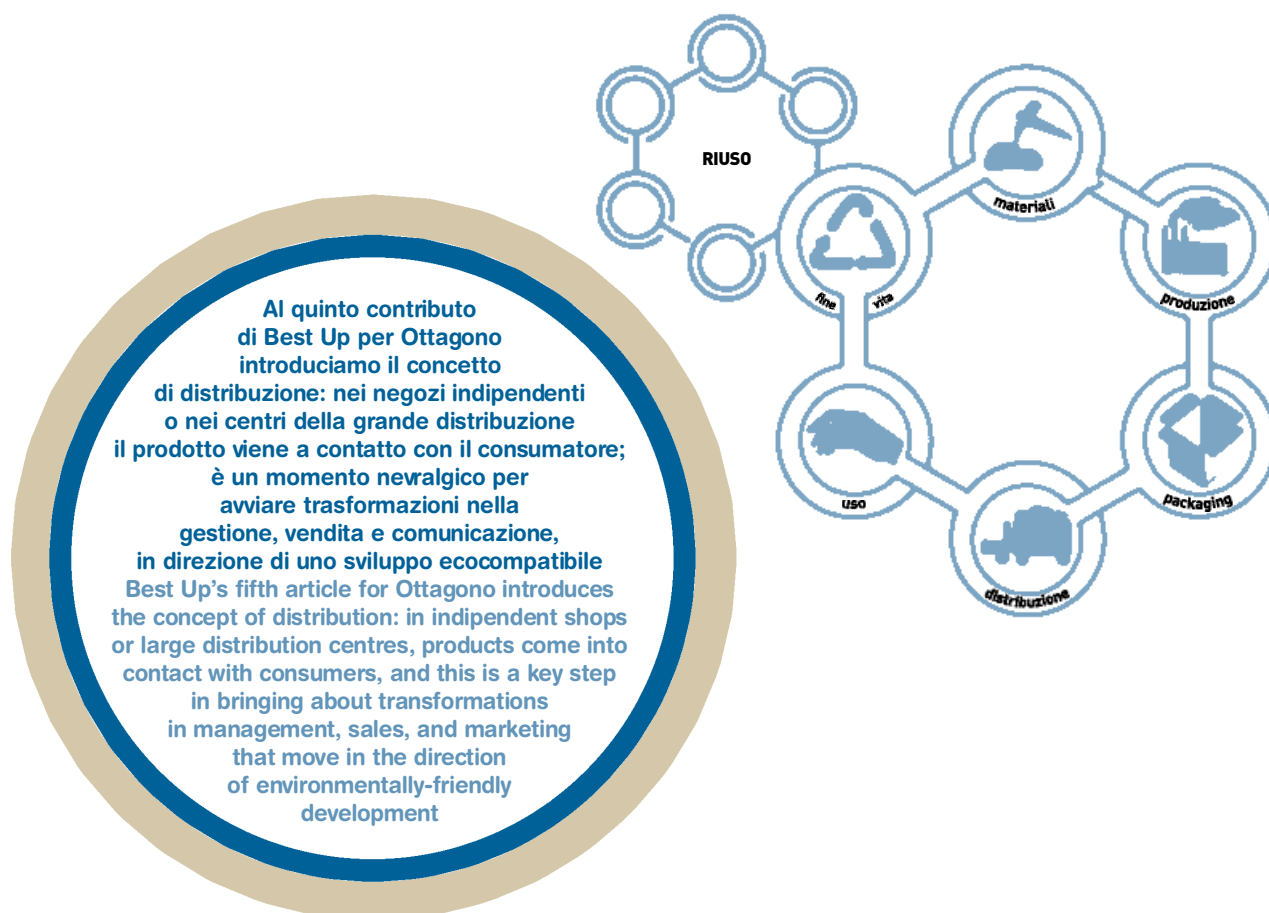 RIUSO
materiali
produzione
packaging
distribuzione
uso
fine vita
Al quinto contributo
di Best Up per Ottagono
introduciamo il concetto
di distribuzione: nei negozi indipendenti
o nei centri della grande distribuzione
il prodotto viene a contatto con il consumatore;
è un momento nevralgico per
avviare trasformazioni nella
gestione, vendita e comunicazione,
in direzione di uno sviluppo ecocompatibile
Best Up's fifth article for Ottagono introduces
the concept of distribution: in indipendent shops
or large distribution centres, products come into
contact with consumers, and this is a key step
in bringing about transformations
in management, sales, and marketing
that move in the direction
of environmentally-friendly
development